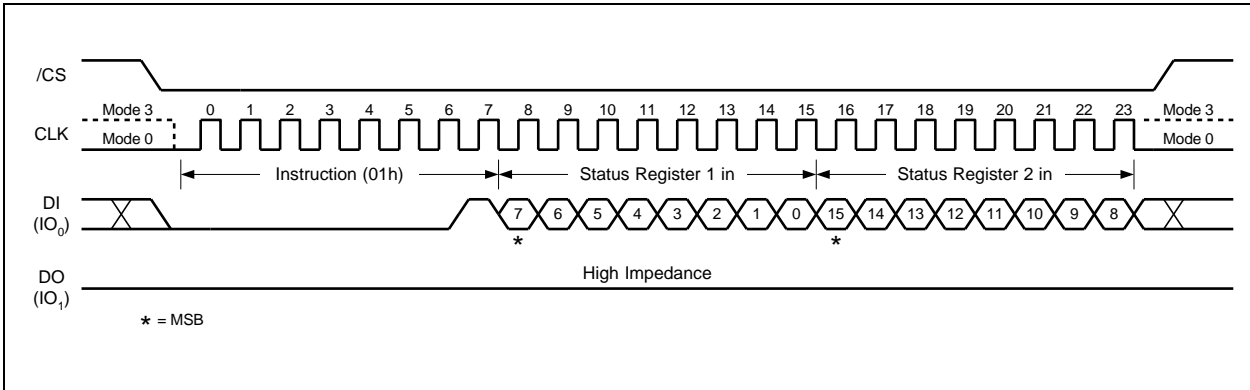 /CS
Mode 3 0 1 2 3 4 5 6 7 8 9 10 11 12 13 14 15 16 17 18 19 20 21 22 23 Mode 3
CLK
Mode 0 Mode 0
Instruction (01h) Status Register 1 in Status Register 2 in
DI
(IO₀)
7 6 5 4 3 2 1 0 15 14 13 12 11 10 9 8
* *
High Impedance
DO
(IO₁)
* = MSB